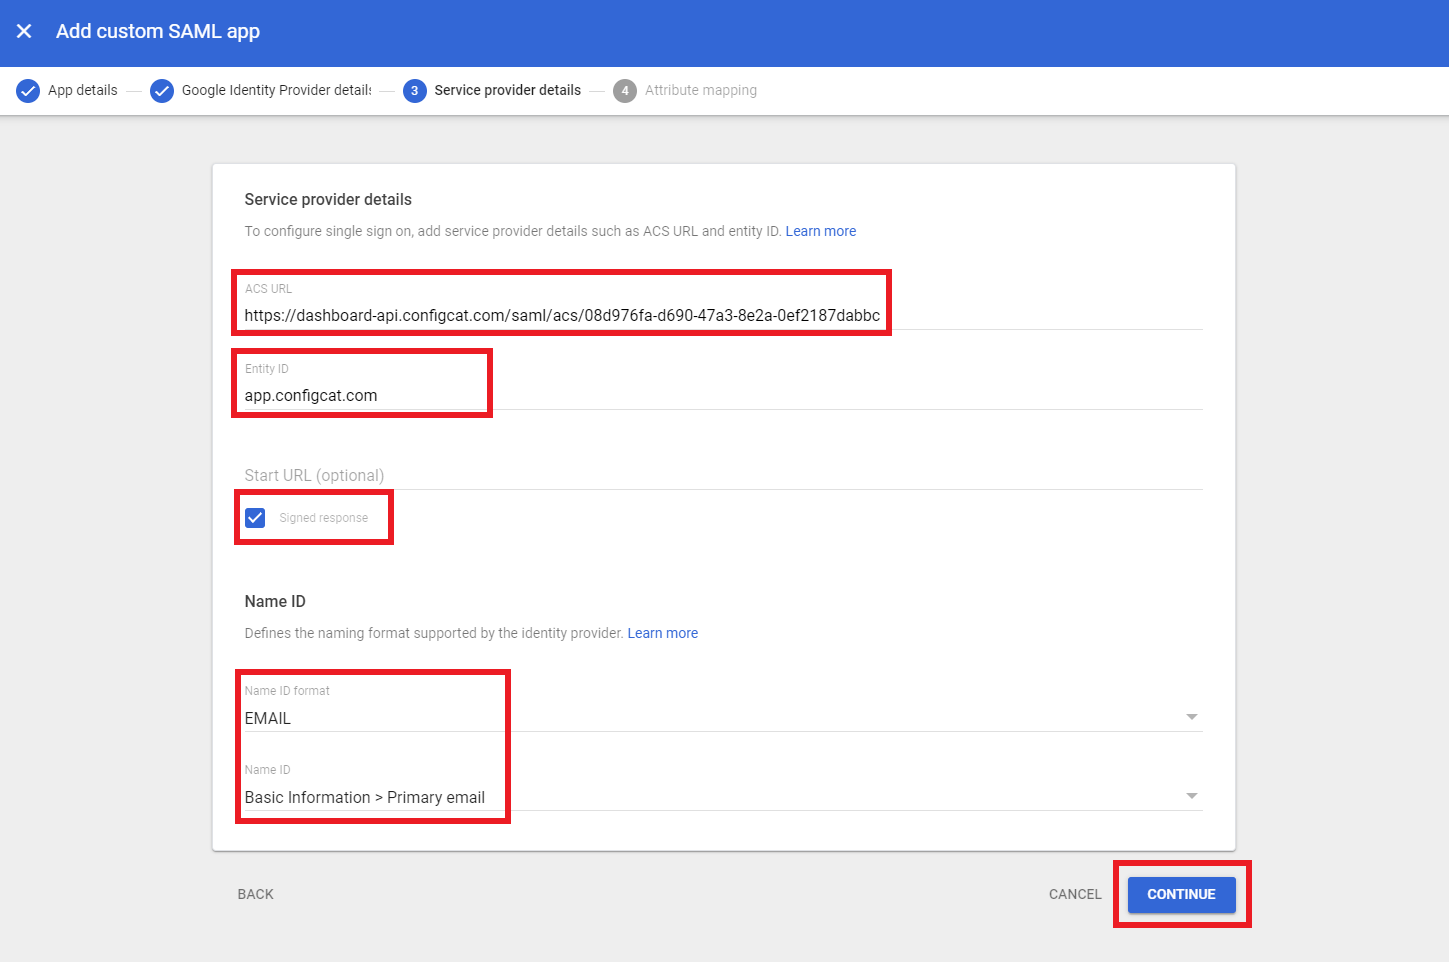 Add custom SAML app
App details
Google Identity Provider details
3 Service provider details
4 Attribute mapping
Service provider details
To configure single sign on, add service provider details such as ACS URL and entity ID. Learn more
ACS URL
https://dashboard-api.configcat.com/saml/acs/08d976fa-d690-47a3-8e2a-0ef2187dabbc
Entity ID
app.configcat.com
Start URL (optional)
Signed response
Name ID
Defines the naming format supported by the identity provider. Learn more
Name ID format
EMAIL
Name ID
Basic Information > Primary email
BACK
CANCEL
CONTINUE